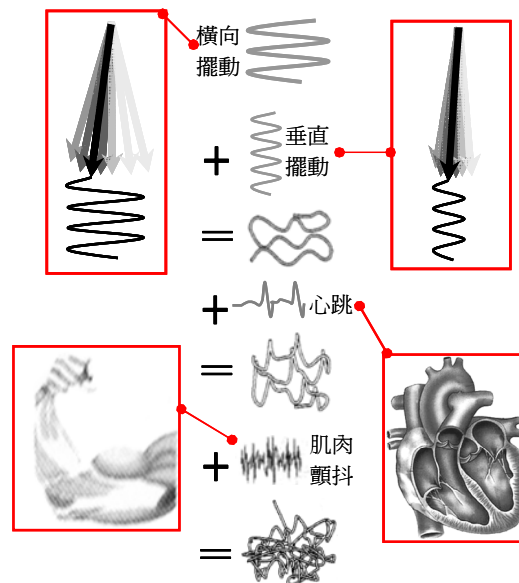 橫向
擺動
+
垂直
擺動
=
+
心跳
=
+
肌肉
顫抖
=